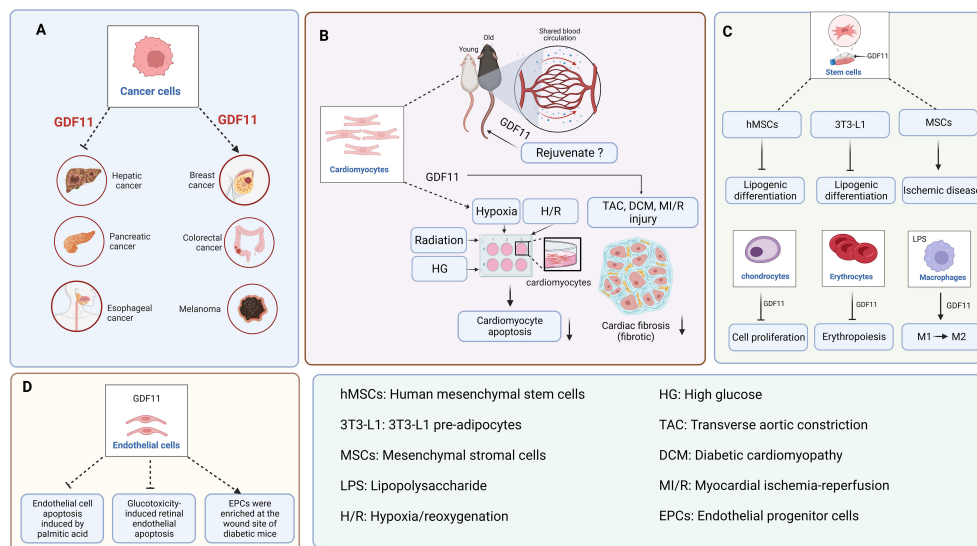 A
Cancer cells
GDF11
GDF11
Hepatic
cancer
Breast
cancer
Pancreatic
cancer
Colorectal
cancer
Esophageal
cancer
Melanoma
B
Young
Old
Shared blood
circulation
GDF11
Rejuvenate ?
Cardiomyocytes
GDF11
Hypoxia
H/R
TAC, DCM, MI/R
injury
Radiation
HG
cardiomyocytes
Cardiomyocyte
apoptosis
Cardiac fibrosis
(fibrotic)
C
GDF11
Stem cells
hMSCs
3T3-L1
MSCs
Lipogenic
differentiation
Lipogenic
differentiation
Ischemic disease
chondrocytes
Erythrocytes
LPS
Macrophages
GDF11
GDF11
GDF11
Cell proliferation
Erythropoiesis
M1 → M2
D
GDF11
Endothelial cells
Endothelial cell
apoptosis
induced by
palmitic acid
Glucotoxicity-
induced retinal
endothelial
apoptosis
EPCs were
enriched at the
wound site of
diabetic mice
hMSCs: Human mesenchymal stem cells
3T3-L1: 3T3-L1 pre-adipocytes
MSCs: Mesenchymal stromal cells
LPS: Lipopolysaccharide
H/R: Hypoxia/reoxygenation
HG: High glucose
TAC: Transverse aortic constriction
DCM: Diabetic cardiomyopathy
MI/R: Myocardial ischemia-reperfusion
EPCs: Endothelial progenitor cells